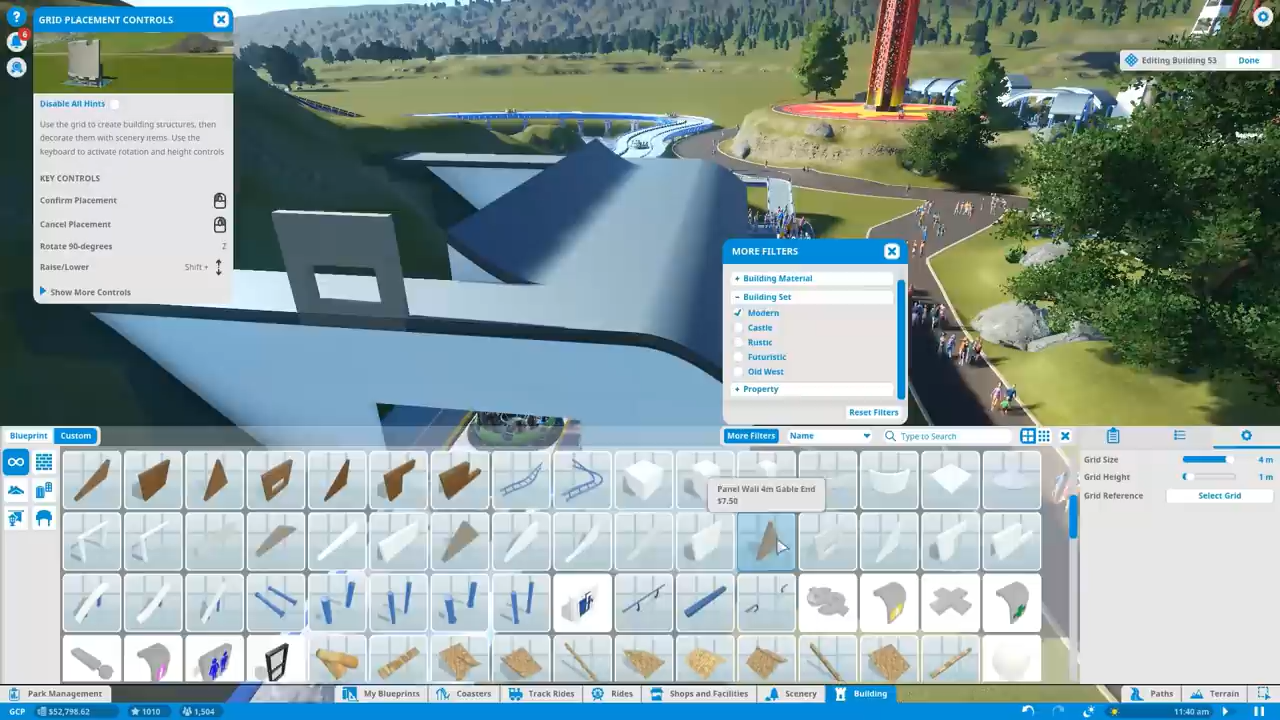 ?
GRID PLACEMENT CONTROLS
6
Disable All Hints
Use the grid to create building structures, then
decorate them with scenery items. Use the
keyboard to activate rotation and height controls
KEY CONTROLS
Confirm Placement
Cancel Placement
Rotate 90-degrees Z
Raise/Lower Shift +
Show More Controls
Editing Building 53 Done
MORE FILTERS
+ Building Material
- Building Set
Modern
Castle
Rustic
Futuristic
Old West
+ Property
Reset Filters
Blueprint Custom
More Filters Name Type to Search
Panel Wall 4m Gable End
$7.50
Grid Size 4 m
Grid Height 1 m
Grid Reference Select Grid
Park Management My Blueprints Coasters Track Rides Rides Shops and Facilities Scenery Building Paths Terrain
GCP $52,798.62 1010 1,504 11:40 am